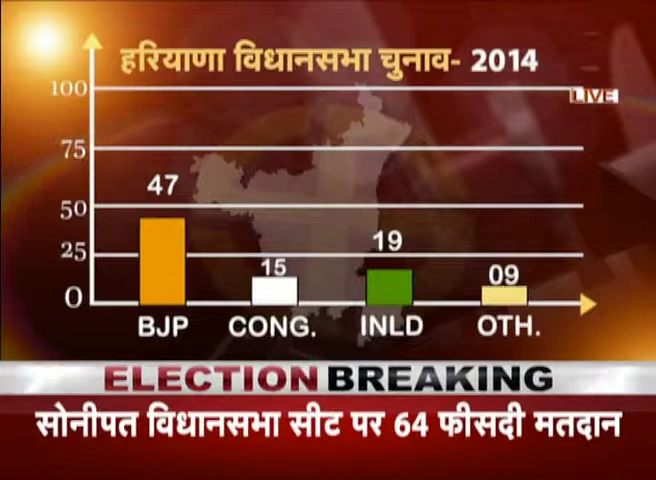 हरियाणा विधानसभा चुनाव- 2014
100
LIVE
75
47
50
19
25
15
09
0
BJP CONG. INLD OTH.
ELECTION BREAKING
सोनीपत विधानसभा सीट पर 64 फीसदी मतदान